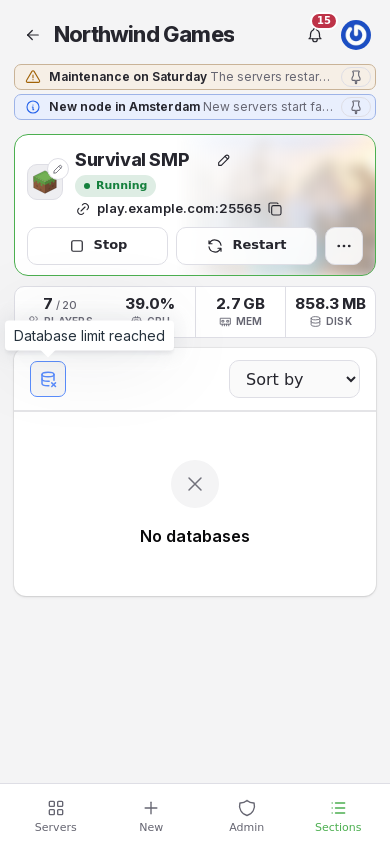 Northwind Games
15
Maintenance on Saturday The servers restar...
New node in Amsterdam New servers start fa...
Survival SMP
Running
play.example.com:25565
Stop
Restart
7 / 20
39.0%
2.7 GB
858.3 MB
MEM
DISK
Database limit reached
Sort by
No databases
Servers
New
Admin
Sections